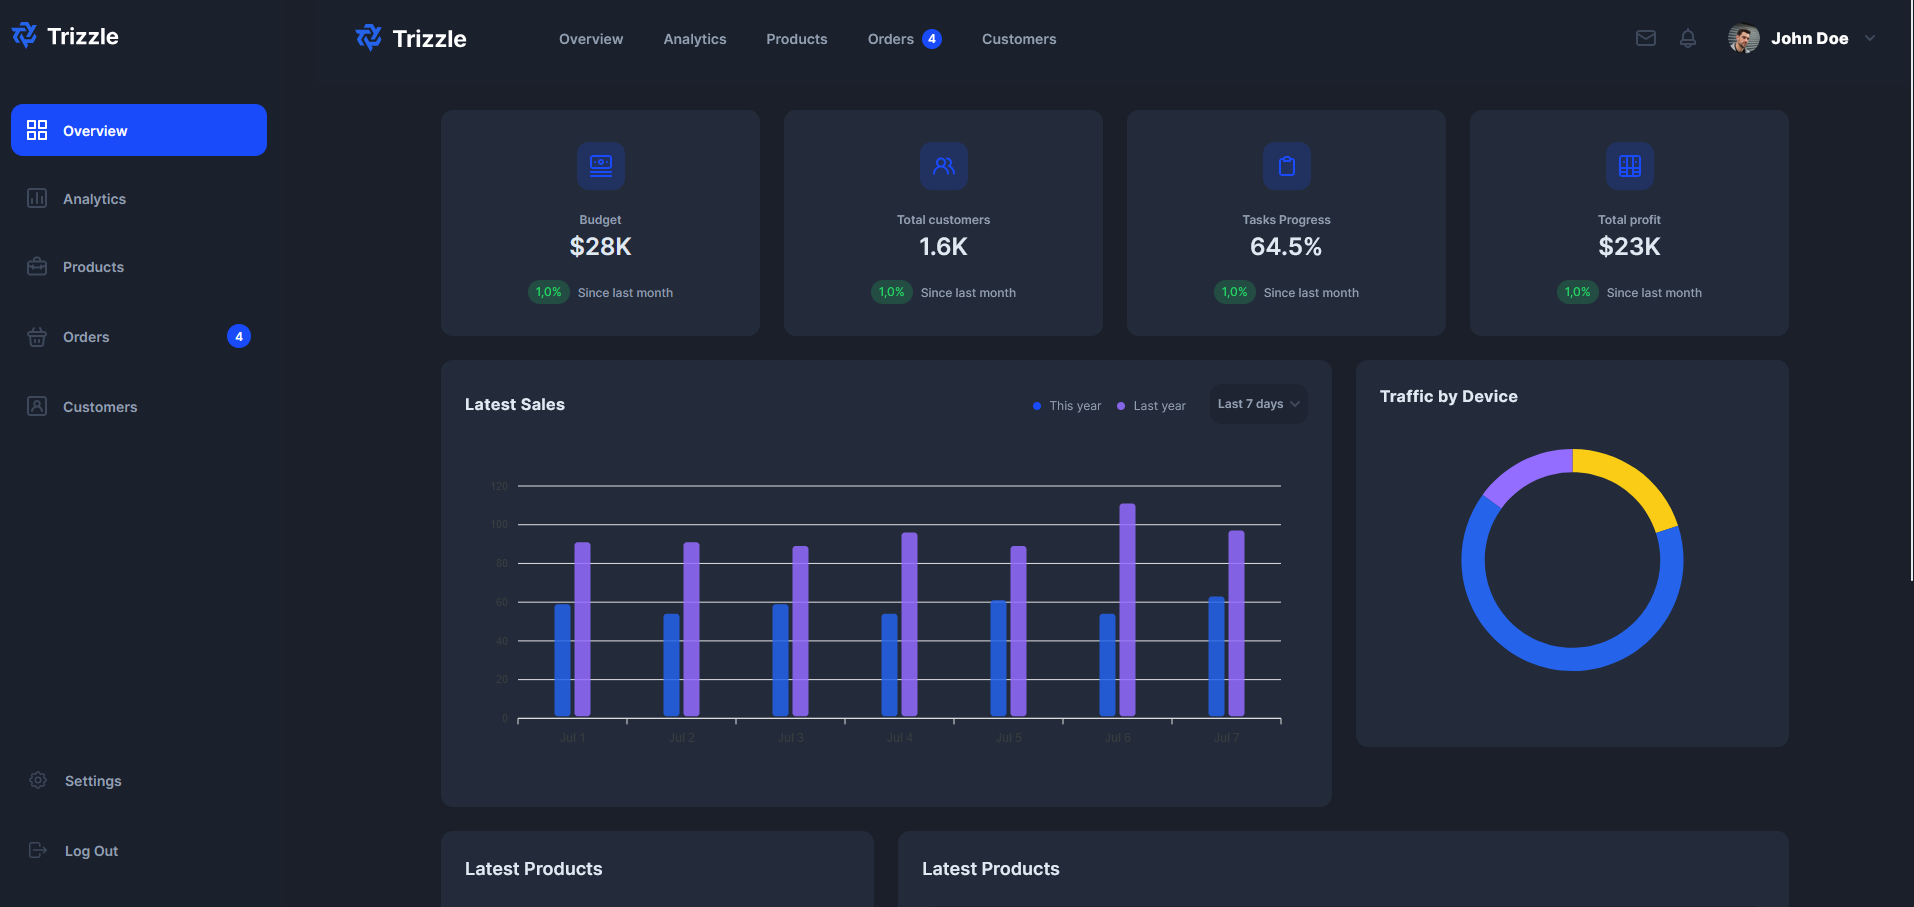 Trizzle
Overview
Analytics
Products
Orders 4
Customers
Settings
Log Out
Trizzle
Overview Analytics Products Orders 4 Customers
John Doe
Budget
$28K
1,0% Since last month
Total customers
1.6K
1,0% Since last month
Tasks Progress
64.5%
1,0% Since last month
Total profit
$23K
1,0% Since last month
Latest Sales
This year Last year Last 7 days
120
100
80
60
40
20
0
Jul 1 Jul 2 Jul 3 Jul 4 Jul 5 Jul 6 Jul 7
Traffic by Device
Latest Products
Latest Products